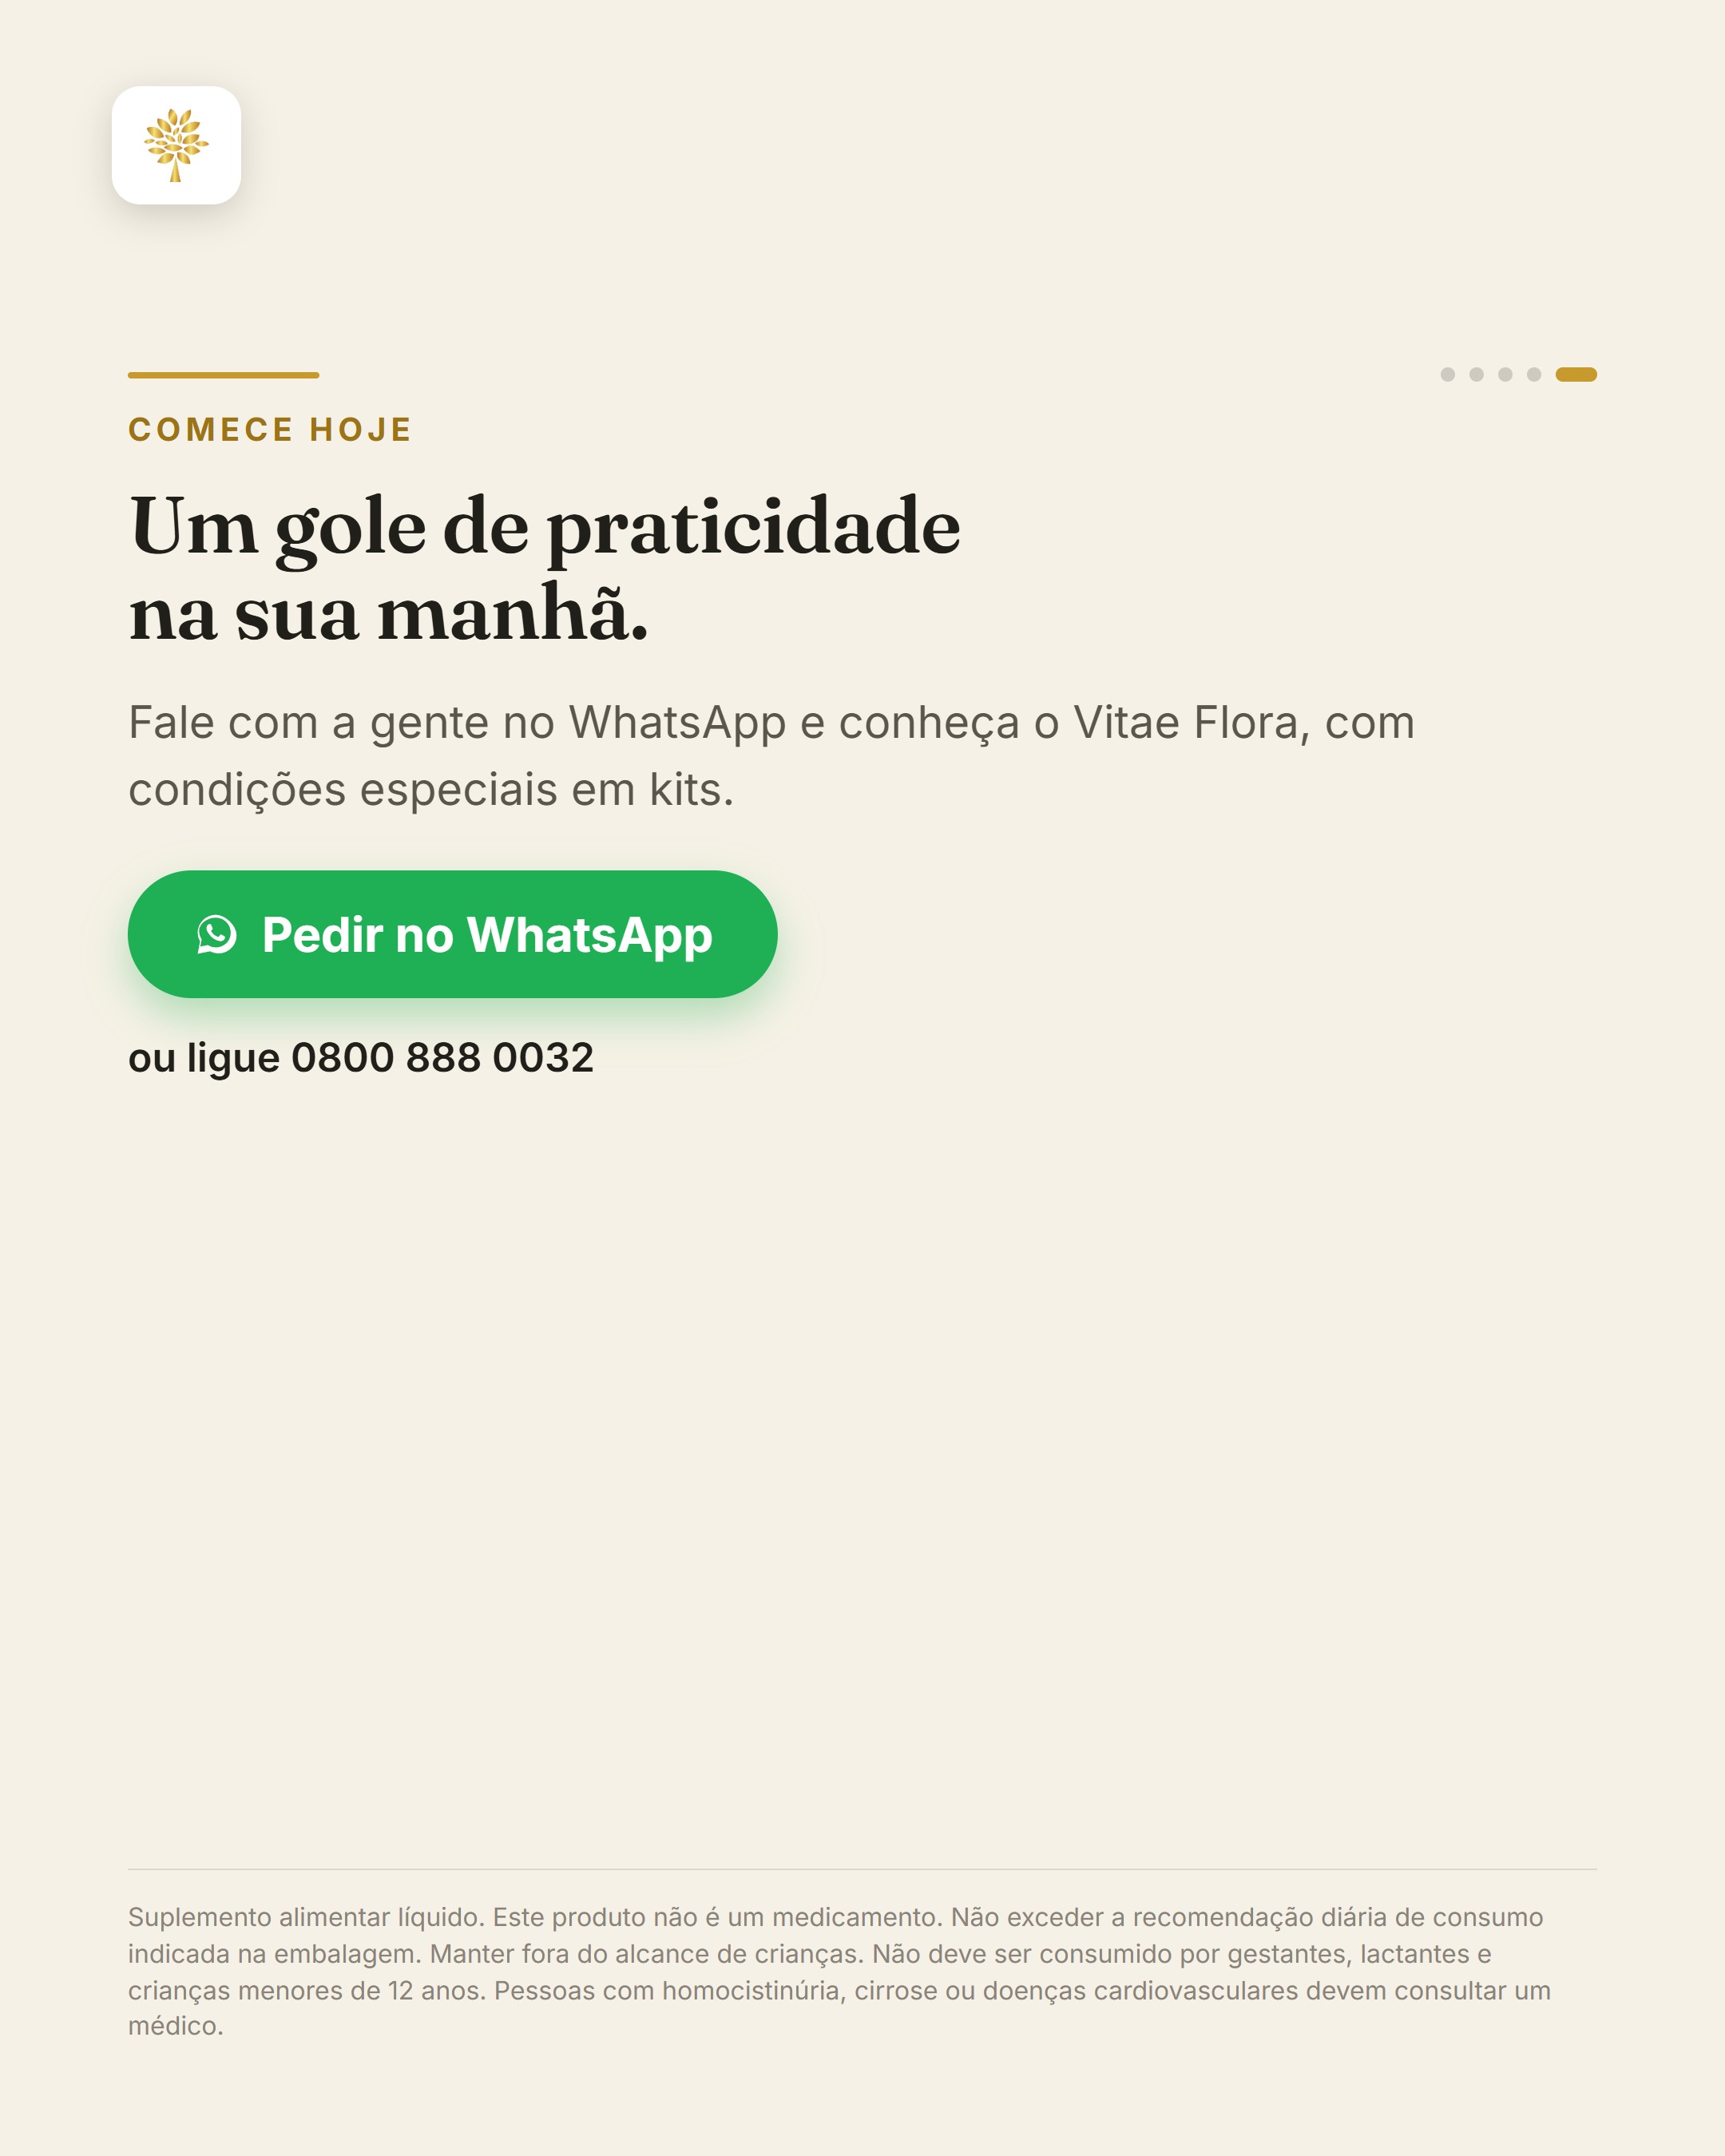 COMECE HOJE
Um gole de praticidade
na sua manhã.
Fale com a gente no WhatsApp e conheça o Vitae Flora, com
condições especiais em kits.
Pedir no WhatsApp
ou ligue 0800 888 0032
Suplemento alimentar líquido. Este produto não é um medicamento. Não exceder a recomendação diária de consumo
indicada na embalagem. Manter fora do alcance de crianças. Não deve ser consumido por gestantes, lactantes e
crianças menores de 12 anos. Pessoas com homocistinúria, cirrose ou doenças cardiovasculares devem consultar um
médico.